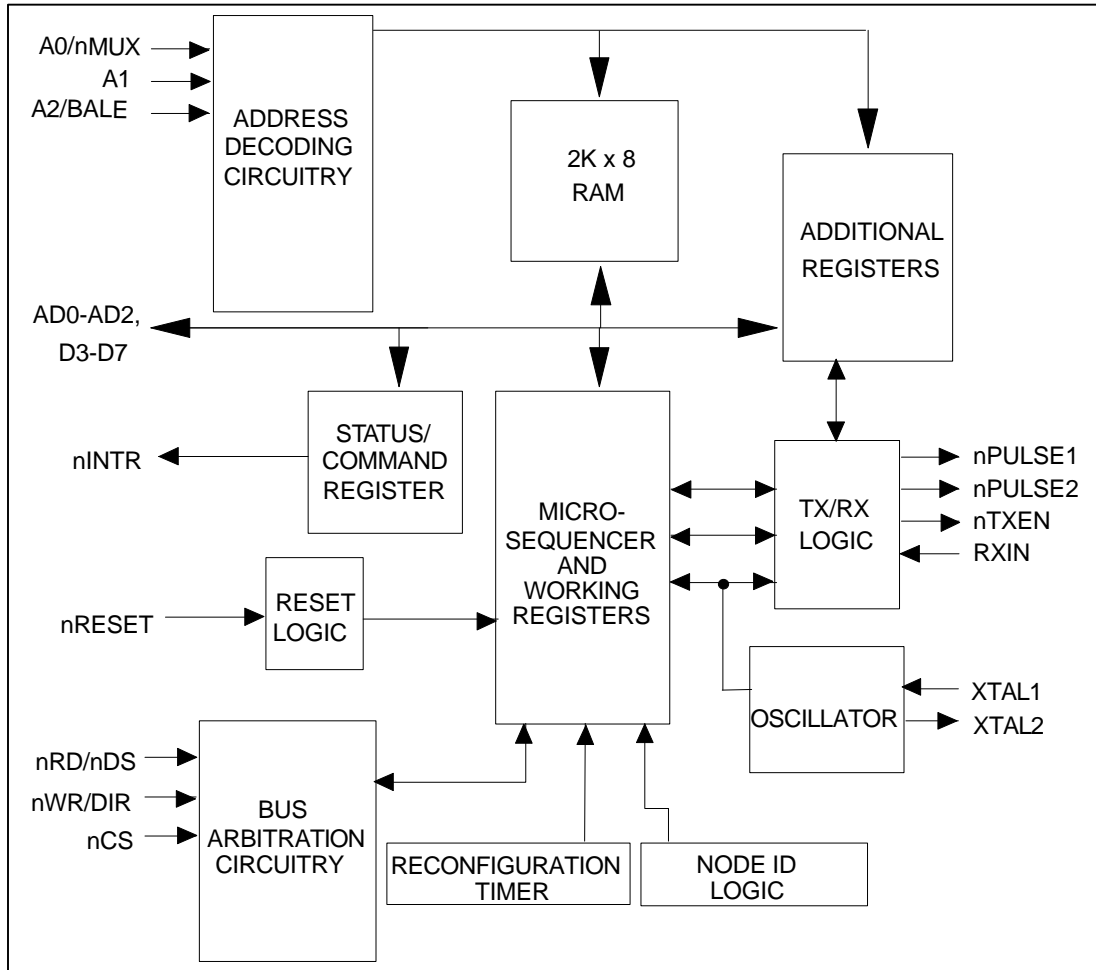 A0/nMUX
A1
A2/BALE
ADDRESS
DECODING
CIRCUITRY
2K x 8
RAM
ADDITIONAL
REGISTERS
AD0-AD2,
D3-D7
nINTR
STATUS/
COMMAND
REGISTER
MICRO-
SEQUENCER
AND
WORKING
REGISTERS
TX/RX
LOGIC
nPULSE1
nPULSE2
nTXEN
RXIN
nRESET
RESET
LOGIC
OSCILLATOR
XTAL1
XTAL2
nRD/nDS
nWR/DIR
nCS
BUS
ARBITRATION
CIRCUITRY
RECONFIGURATION
TIMER
NODE ID
LOGIC